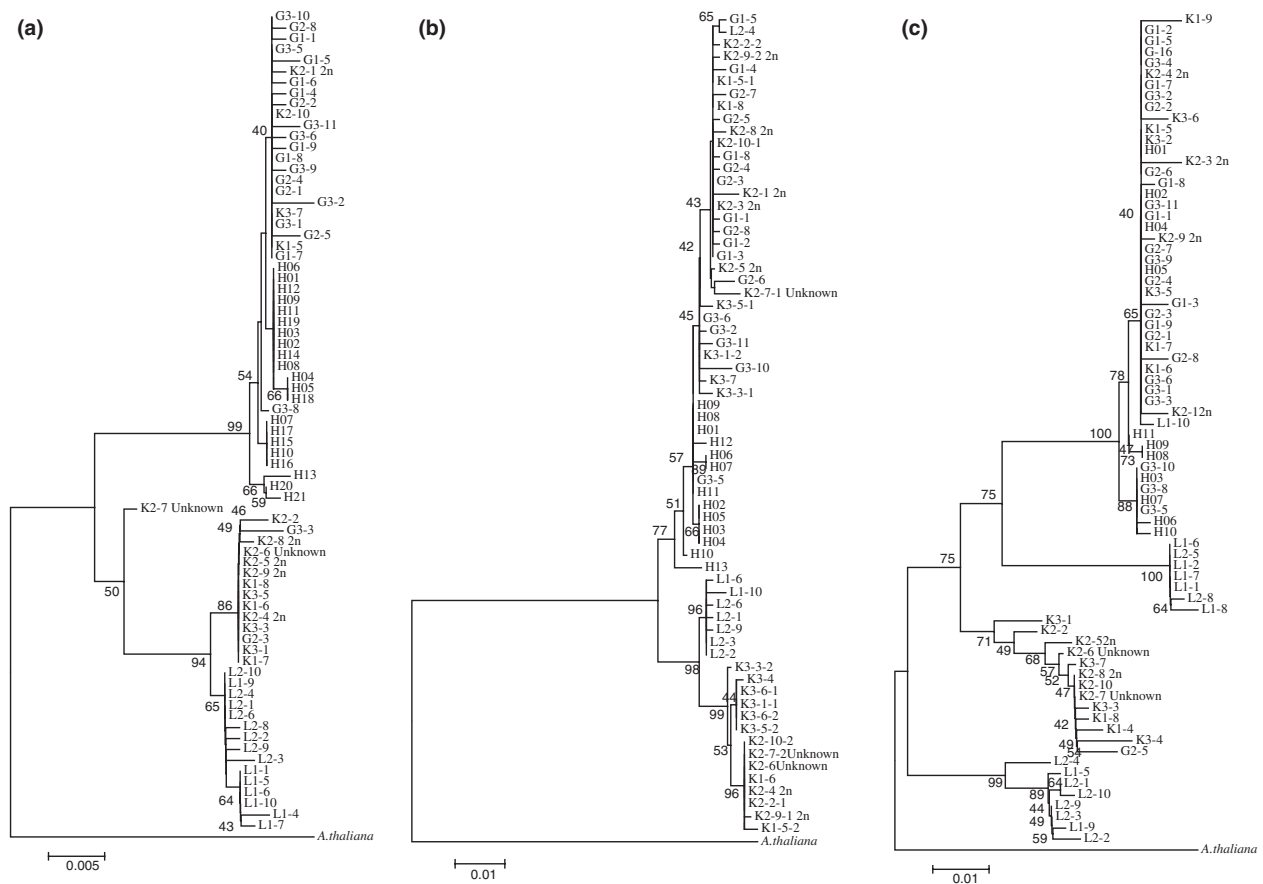 (a)
G3-10
G2-8
G1-1
G3-5
G1-5
K2-1 2n
G1-6
G1-4
G2-2
K2-10
G3-11
40
G3-6
G1-9
G1-8
G3-9
G2-4
G2-1
G3-2
K3-7
G3-1
G2-5
K1-5
G1-7
H06
H01
H12
H09
H11
H19
H03
H02
H14
H08
54
H04
H05
66
H18
G3-8
H07
99
H17
H15
H10
H16
H13
66
H20
59
H21
K2-7 Unknown
46
K2-2
49
G3-3
K2-8 2n
K2-6 Unknown
K2-5 2n
K2-9 2n
K1-8
50
K3-5
86
K1-6
K2-4 2n
K3-3
G2-3
K3-1
94
K1-7
L2-10
L1-9
L2-4
65
L2-1
L2-6
L2-8
L2-2
L2-9
L2-3
L1-1
L1-5
L1-6
64
L1-10
L1-4
43
L1-7
A.thaliana
0.005
(b)
65
G1-5
L2-4
K2-2-2
K2-9-2 2n
G1-4
K1-5-1
G2-7
K1-8
G2-5
K2-8 2n
K2-10-1
G1-8
G2-4
G2-3
K2-1 2n
43
K2-3 2n
G1-1
G2-8
42
G1-2
G1-3
K2-5 2n
G2-6
K2-7-1 Unknown
K3-5-1
45
G3-6
G3-2
G3-11
K3-1-2
G3-10
K3-7
K3-3-1
H09
H08
H01
H12
57
H06
89
H07
G3-5
H11
51
H02
H05
66
H03
77
H04
H10
H13
L1-6
L1-10
96
L2-6
L2-1
L2-9
L2-3
98
L2-2
K3-3-2
K3-4
44
K3-6-1
K3-1-1
99
K3-6-2
K3-5-2
53
K2-10-2
K2-7-2Unknown
K2-6Unknown
K1-6
96
K2-4 2n
K2-2-1
K2-9-1 2n
K1-5-2
A.thaliana
0.01
(c)
K1-9
G1-2
G1-5
G-16
G3-4
K2-4 2n
G1-7
G3-2
G2-2
K3-6
K1-5
K3-2
H01
K2-3 2n
G2-6
G1-8
H02
G3-11
40
G1-1
H04
K2-9 2n
G2-7
G3-9
H05
G2-4
K3-5
G1-3
65
G2-3
G1-9
G2-1
K1-7
G2-8
K1-6
78
G3-6
G3-1
G3-3
K2-12n
L1-10
100
H11
47
H09
73
H08
G3-10
H03
G3-8
H07
88
G3-5
H06
H10
75
L1-6
L2-5
L1-2
75
100
L1-7
L1-1
L2-8
64
L1-8
K3-1
K2-2
71
K2-52n
49
K2-6 Unknown
68
K3-7
57
K2-8 2n
52
K2-10
47
K2-7 Unknown
K3-3
K1-8
42
K1-4
K3-4
49
54
G2-5
L2-4
L1-5
99
64
L2-1
89
L2-10
44
L2-9
L2-3
49
L1-9
59
L2-2
A.thaliana
0.01